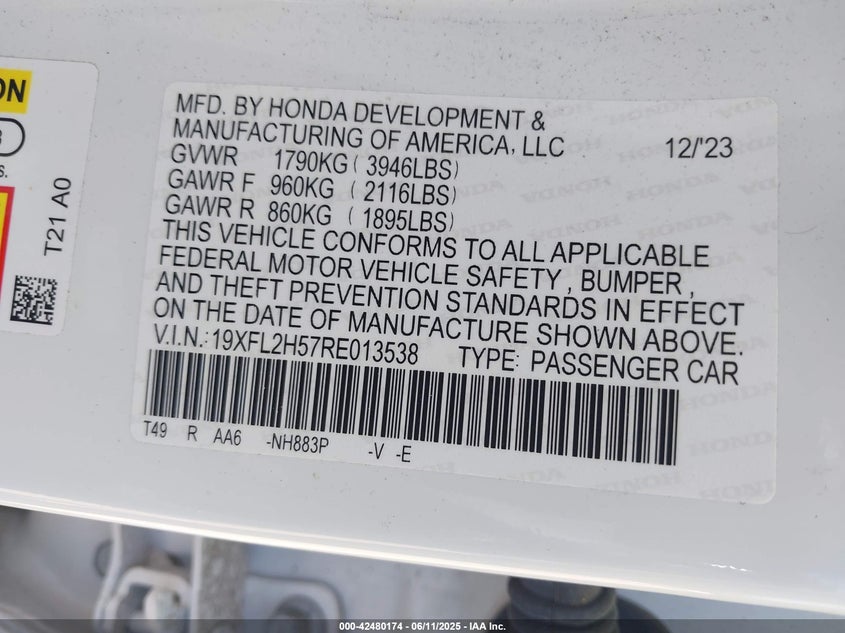 ON
3
s.
T21 A0
MFD. BY HONDA DEVELOPMENT &
MANUFACTURING OF AMERICA, LLC 12/'23
GVWR 1790KG ( 3946LBS)
GAWR F 960KG ( 2116LBS)
GAWR R 860KG ( 1895LBS)
THIS VEHICLE CONFORMS TO ALL APPLICABLE
FEDERAL MOTOR VEHICLE SAFETY , BUMPER ,
AND THEFT PREVENTION STANDARDS IN EFFECT
ON THE DATE OF MANUFACTURE SHOWN ABOVE.
V.I.N.: 19XFL2H57RE013538 TYPE: PASSENGER CAR
T49 R AA6 -NH883P -V -E
000-42480174 - 06/11/2025 - IAA Inc.